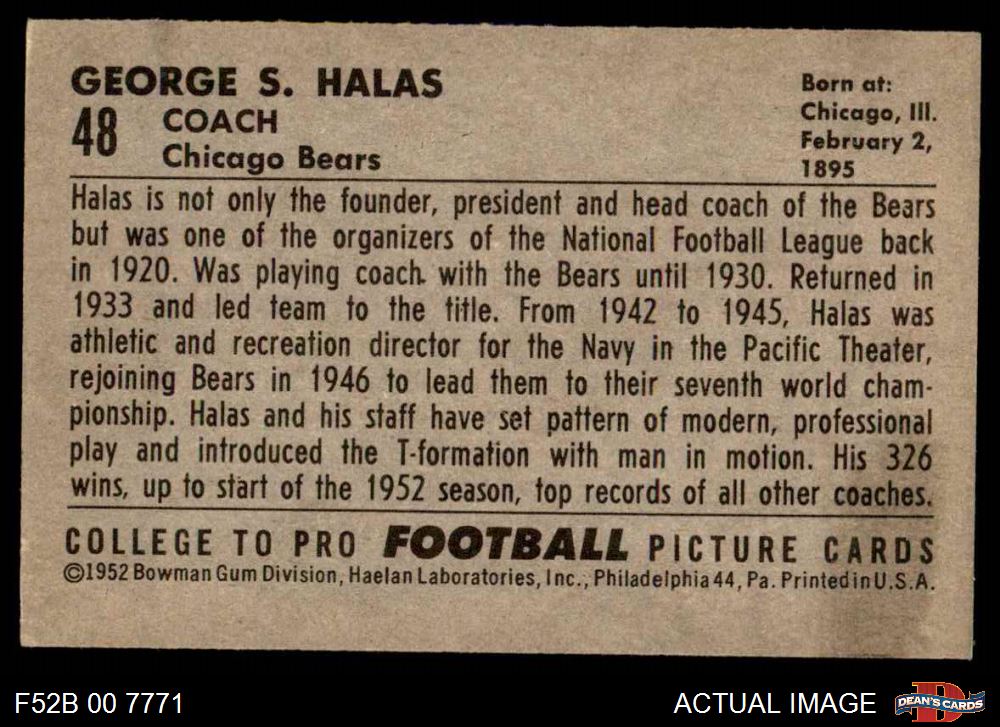 GEORGE S. HALAS
48 COACH
Chicago Bears
Born at:
Chicago, Ill.
February 2,
1895
Halas is not only the founder, president and head coach of the Bears
but was one of the organizers of the National Football League back
in 1920. Was playing coach with the Bears until 1930. Returned in
1933 and led team to the title. From 1942 to 1945, Halas was
athletic and recreation director for the Navy in the Pacific Theater,
rejoining Bears in 1946 to lead them to their seventh world cham-
pionship. Halas and his staff have set pattern of modern, professional
play and introduced the T-formation with man in motion. His 326
wins, up to start of the 1952 season, top records of all other coaches.
COLLEGE TO PRO FOOTBALL PICTURE CARDS
©1952 Bowman Gum Division, Haelan Laboratories, Inc., Philadelphia 44, Pa. Printed in U.S.A.
F52B 00 7771
ACTUAL IMAGE
D
DEAN'S CARDS